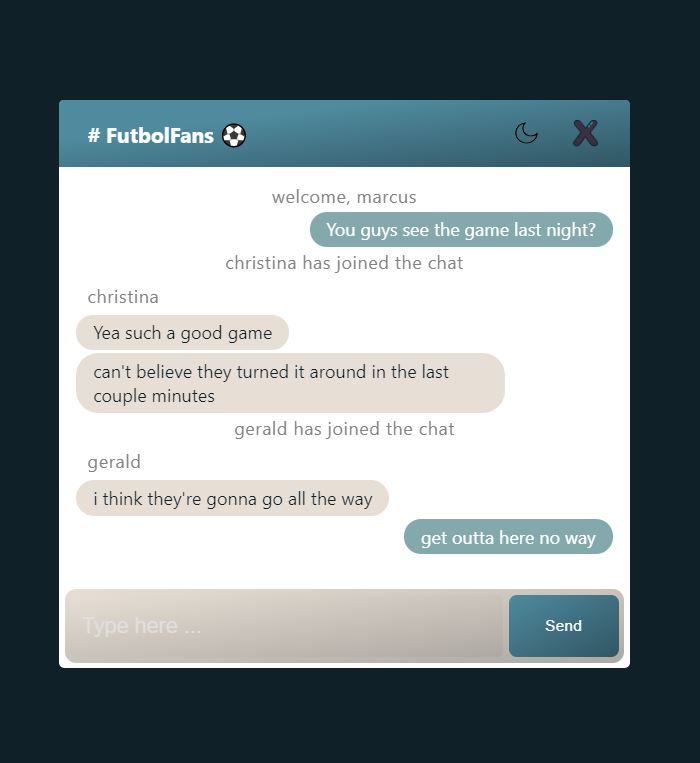 # FutbolFans ⚽
welcome, marcus
You guys see the game last night?
christina has joined the chat
christina
Yea such a good game
can't believe they turned it around in the last
couple minutes
gerald has joined the chat
gerald
i think they're gonna go all the way
get outta here no way
Type here ...
Send